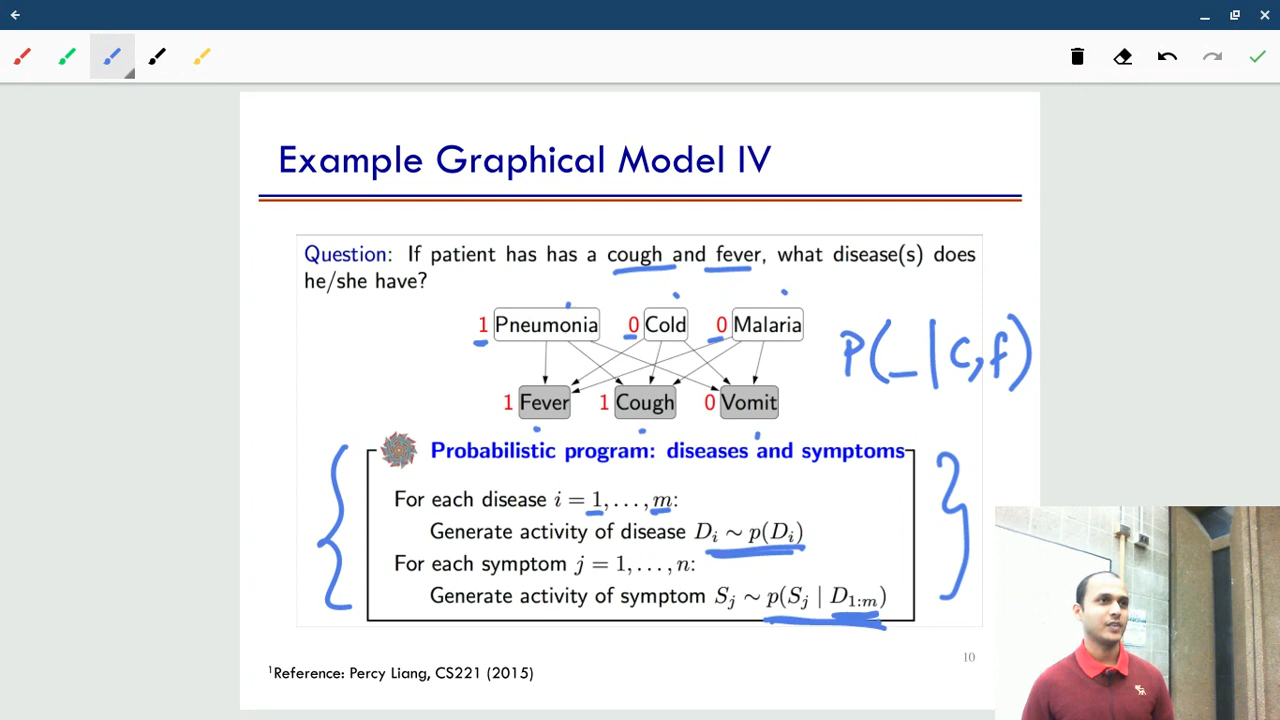 Example Graphical Model IV
Question: If patient has has a cough and fever, what disease(s) does
he/she have?
1 Pneumonia 0 Cold 0 Malaria
P(_|c,f)
1 Fever 1 Cough 0 Vomit
Probabilistic program: diseases and symptoms
For each disease i = 1, . . . , m:
Generate activity of disease Dᵢ ∼ p(Dᵢ)
For each symptom j = 1, . . . , n:
Generate activity of symptom Sⱼ ∼ p(Sⱼ | D₁:ₘ)
10
¹Reference: Percy Liang, CS221 (2015)